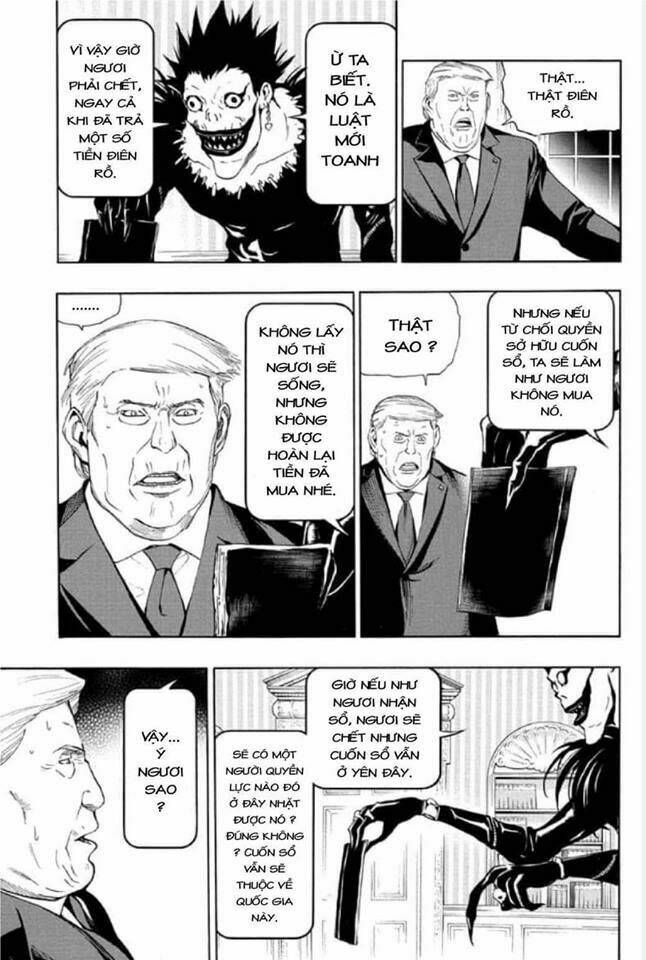 THẬT...
THẬT ĐIÊN
RỒ.
Ừ TA
BIẾT.
NÓ LÀ
LUẬT
MỚI
TOANH
VÌ VẬY GIỜ
NGƯƠI
PHẢI CHẾT,
NGAY CẢ
KHI ĐÃ TRẢ
MỘT SỐ
TIỀN ĐIÊN
RỒ.
NHƯNG NẾU
TỪ CHỐI QUYỀN
SỞ HỮU CUỐN
SỔ, TA SẼ LÀM
NHƯ NGƯƠI
KHÔNG MUA
NÓ.
THẬT
SAO ?
KHÔNG LẤY
NÓ THÌ
NGƯƠI SẼ
SỐNG,
NHƯNG
KHÔNG
ĐƯỢC
HOÀN LẠI
TIỀN ĐÃ
MUA NHÉ.
.......
GIỜ NẾU NHƯ
NGƯƠI NHẬN
SỔ, NGƯƠI SẼ
CHẾT NHƯNG
CUỐN SỔ VẪN
Ở YÊN ĐÂY.
SẼ CÓ MỘT
NGƯỜI QUYỀN
LỰC NÀO ĐÓ
Ở ĐÂY NHẶT
ĐƯỢC NÓ ?
ĐÚNG KHÔNG
? CUỐN SỔ
VẪN SẼ
THUỘC VỀ
QUỐC GIA
NÀY.
VẬY...
Ý
NGƯƠI
SAO
?